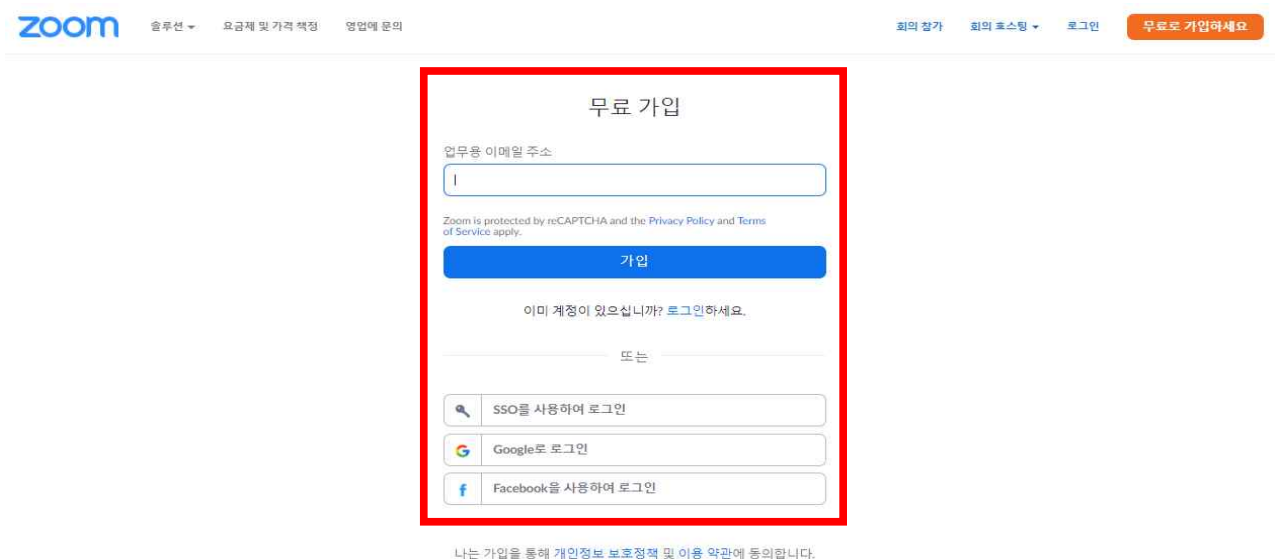 zoom 솔루션 요금제 및 가격 책정 영업에 문의 회의 참가 회의 호스팅 로그인 무료로 가입하세요
무료 가입
업무용 이메일 주소
Zoom is protected by reCAPTCHA and the Privacy Policy and Terms
of Service apply.
가입
이미 계정이 있으십니까? 로그인하세요.
또는
SSO를 사용하여 로그인
Google로 로그인
Facebook을 사용하여 로그인
나는 가입을 통해 개인정보 보호정책 및 이용 약관에 동의합니다.